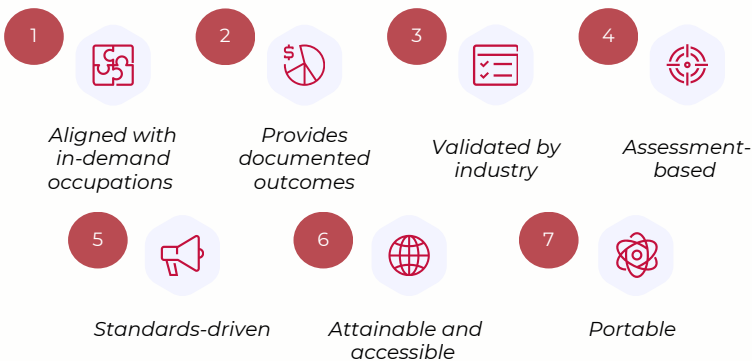 1
2
3
4
$
Aligned with
in-demand
occupations
Provides
documented
outcomes
Validated by
industry
Assessment-
based
5
6
7
Standards-driven
Attainable and
accessible
Portable